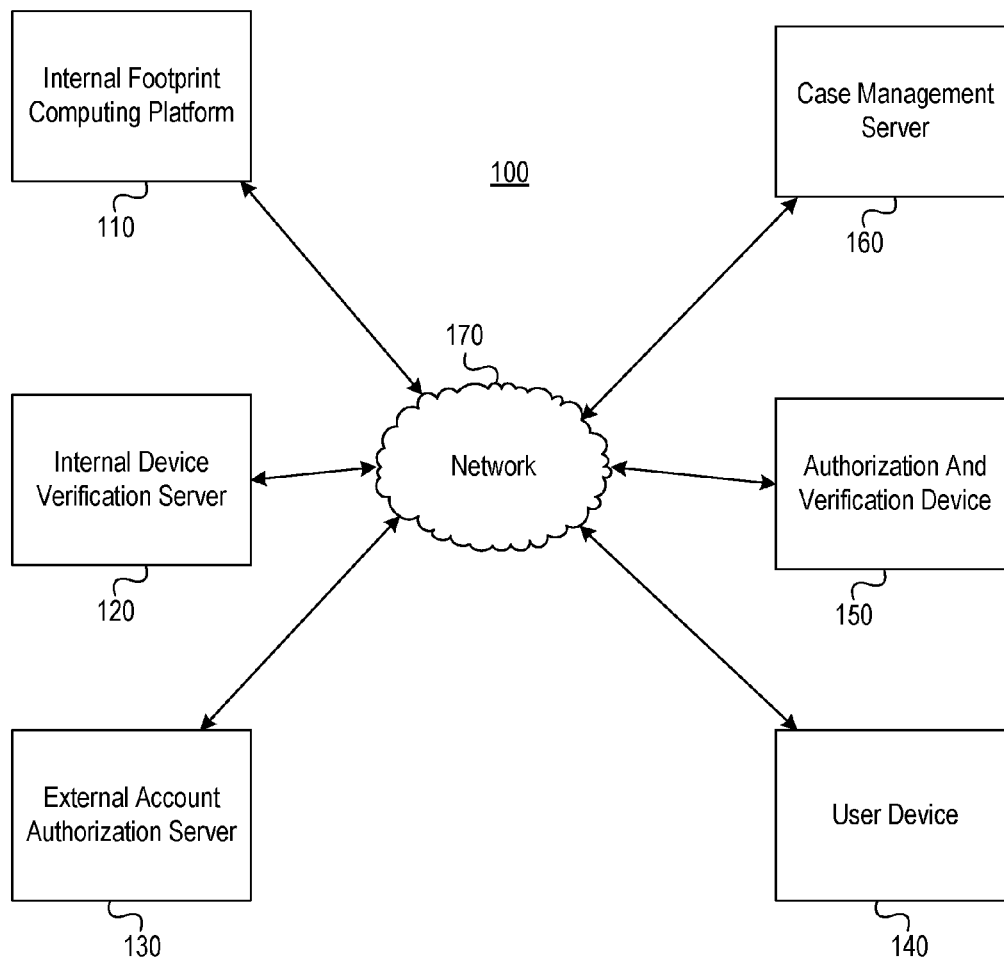 Internal Footprint
Computing Platform
110
100
Case Management
Server
160
170
Internal Device
Verification Server
120
Network
Authorization And
Verification Device
150
External Account
Authorization Server
130
User Device
140